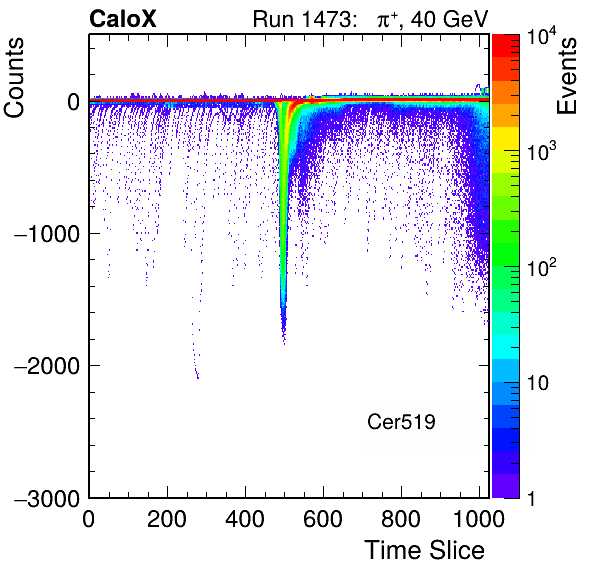 CaloX Run 1473: π⁺, 40 GeV
Counts
Events
0
−1000
−2000
−3000
10⁴
10³
10²
10
1
Cer519
0 200 400 600 800 1000
Time Slice